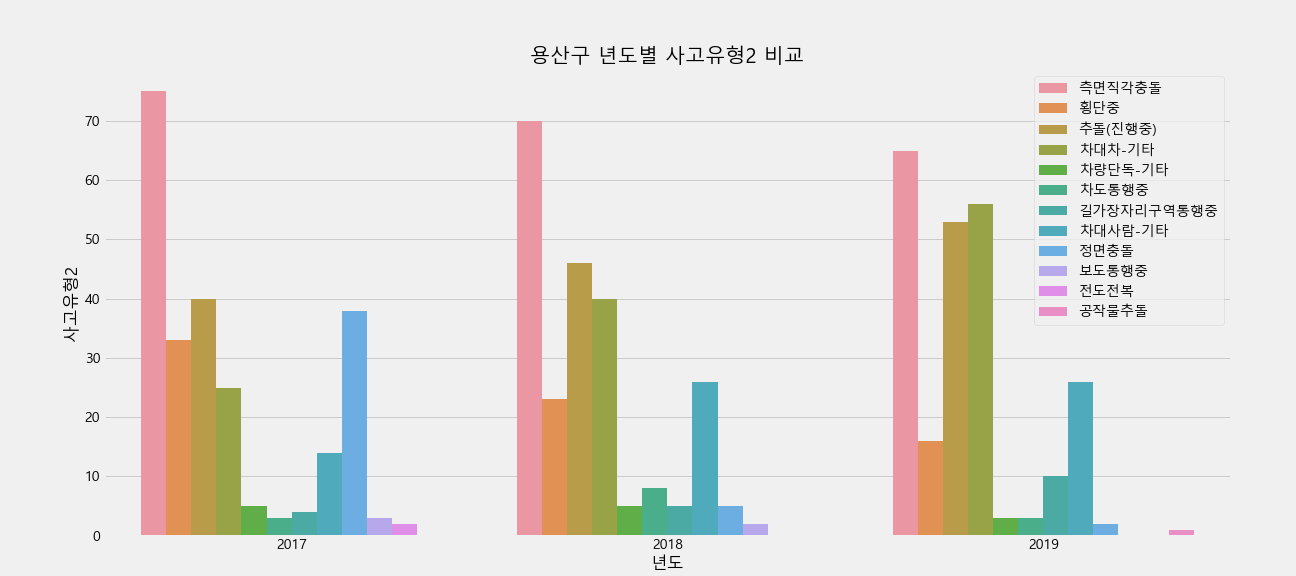 용산구 년도별 사고유형2 비교
측면직각충돌
횡단중
추돌(진행중)
차대차-기타
차량단독-기타
차도통행중
길가장자리구역통행중
차대사람-기타
정면충돌
보도통행중
전도전복
공작물추돌
사고유형2
70
60
50
40
30
20
10
0
2017
2018
2019
년도